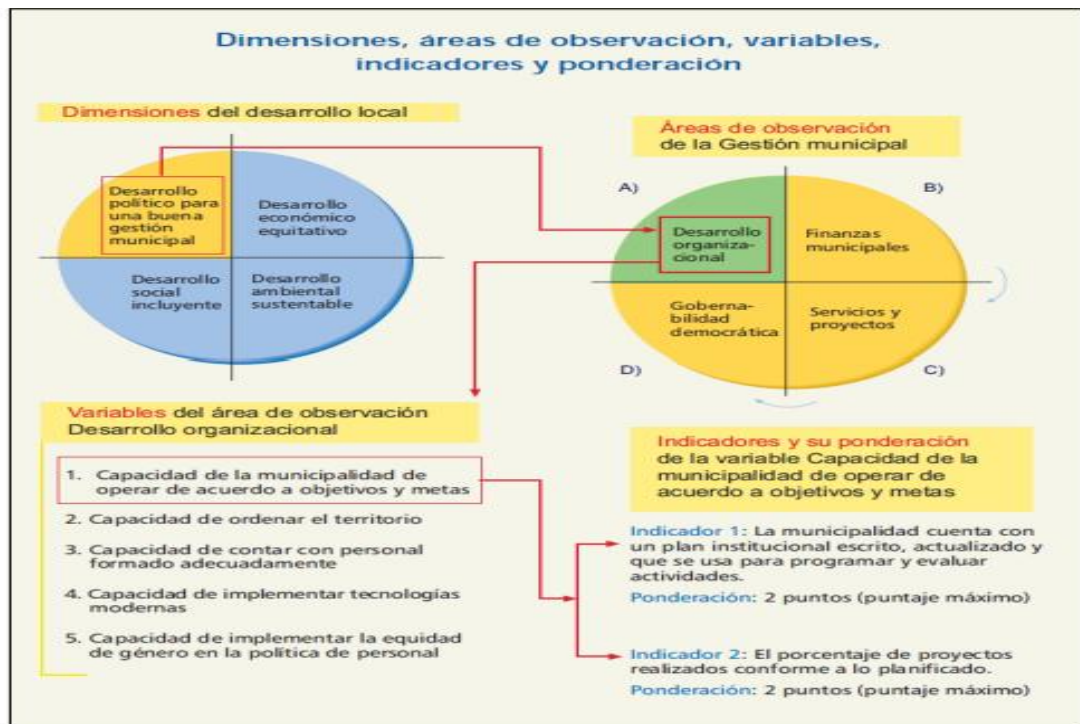 Dimensiones, áreas de observación, variables,
indicadores y ponderación
Dimensiones del desarrollo local
Desarrollo
político para
una buena
gestión
municipal
Desarrollo
económico
equitativo
Desarrollo
social
incluyente
Desarrollo
ambiental
sustentable
Áreas de observación
de la Gestión municipal
A)
B)
Desarrollo
organiza-
cional
Finanzas
municipales
Goberna-
bilidad
democrática
Servicios y
proyectos
D)
C)
Variables del área de observación
Desarrollo organizacional
1. Capacidad de la municipalidad de
operar de acuerdo a objetivos y metas
2. Capacidad de ordenar el territorio
3. Capacidad de contar con personal
formado adecuadamente
4. Capacidad de implementar tecnologías
modernas
5. Capacidad de implementar la equidad
de género en la política de personal
Indicadores y su ponderación
de la variable Capacidad de la
municipalidad de operar de
acuerdo a objetivos y metas
Indicador 1: La municipalidad cuenta con
un plan institucional escrito, actualizado y
que se usa para programar y evaluar
actividades.
Ponderación: 2 puntos (puntaje máximo)
Indicador 2: El porcentaje de proyectos
realizados conforme a lo planificado.
Ponderación: 2 puntos (puntaje máximo)